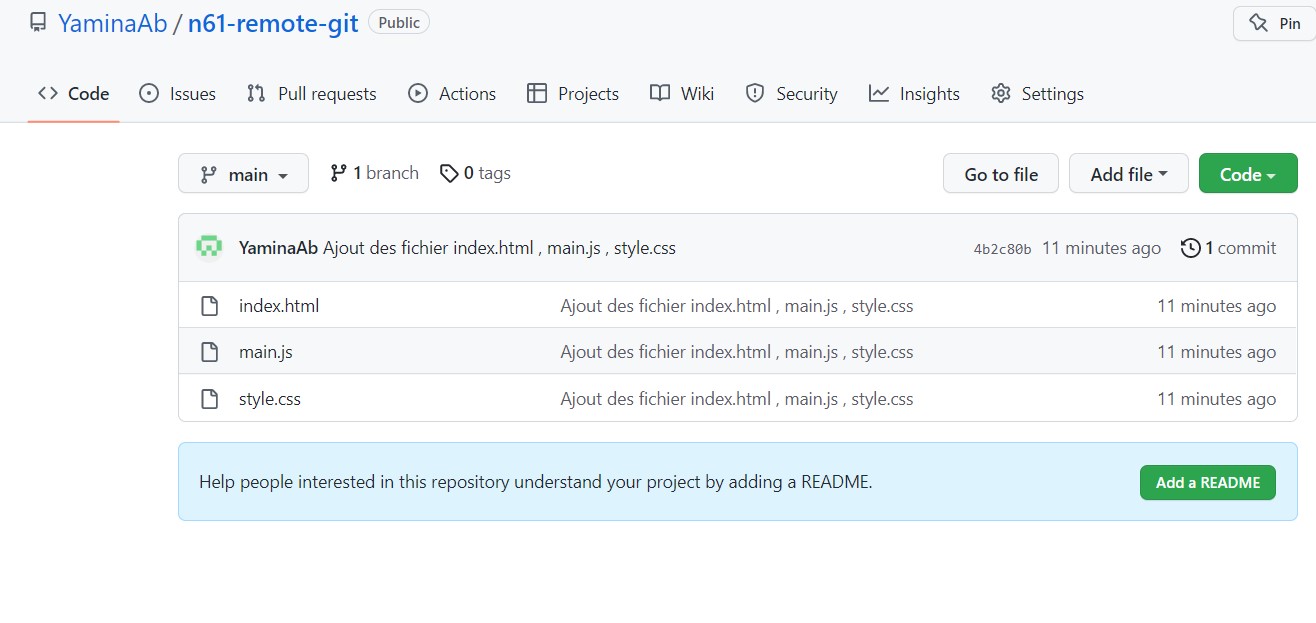 YaminaAb / n61-remote-git Public Pin
Code Issues Pull requests Actions Projects Wiki Security Insights Settings
main 1 branch 0 tags Go to file Add file Code
YaminaAb Ajout des fichier index.html , main.js , style.css 4b2c80b 11 minutes ago 1 commit
index.html Ajout des fichier index.html , main.js , style.css 11 minutes ago
main.js Ajout des fichier index.html , main.js , style.css 11 minutes ago
style.css Ajout des fichier index.html , main.js , style.css 11 minutes ago
Help people interested in this repository understand your project by adding a README. Add a README